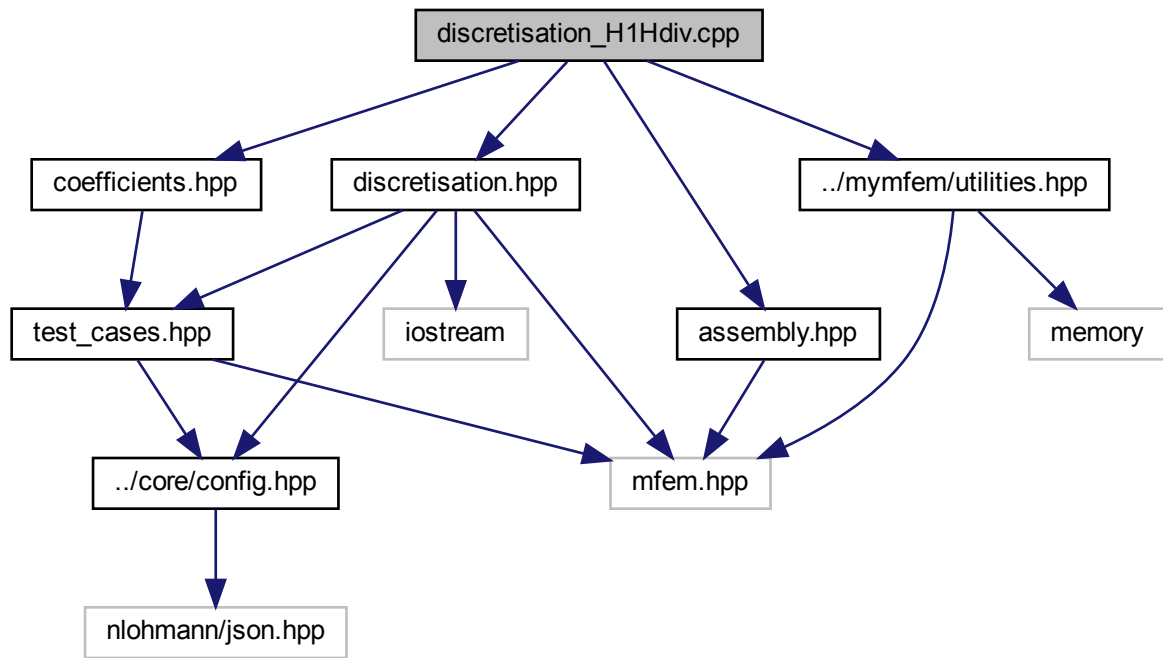 discretisation_H1Hdiv.cpp
coefficients.hpp
discretisation.hpp
../mymfem/utilities.hpp
test_cases.hpp
iostream
assembly.hpp
memory
../core/config.hpp
mfem.hpp
nlohmann/json.hpp